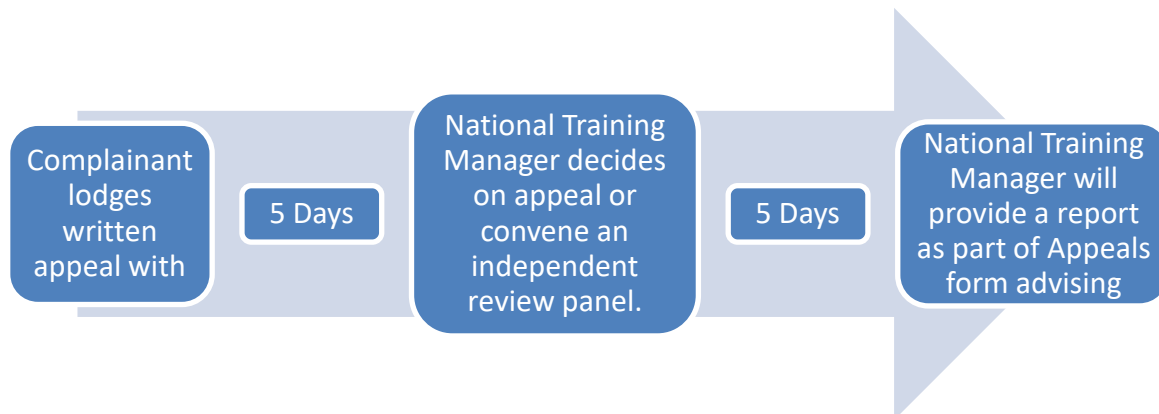 Complainant
lodges
written
appeal with
5 Days
National Training
Manager decides
on appeal or
convene an
independent
review panel.
5 Days
National Training
Manager will
provide a report
as part of Appeals
form advising